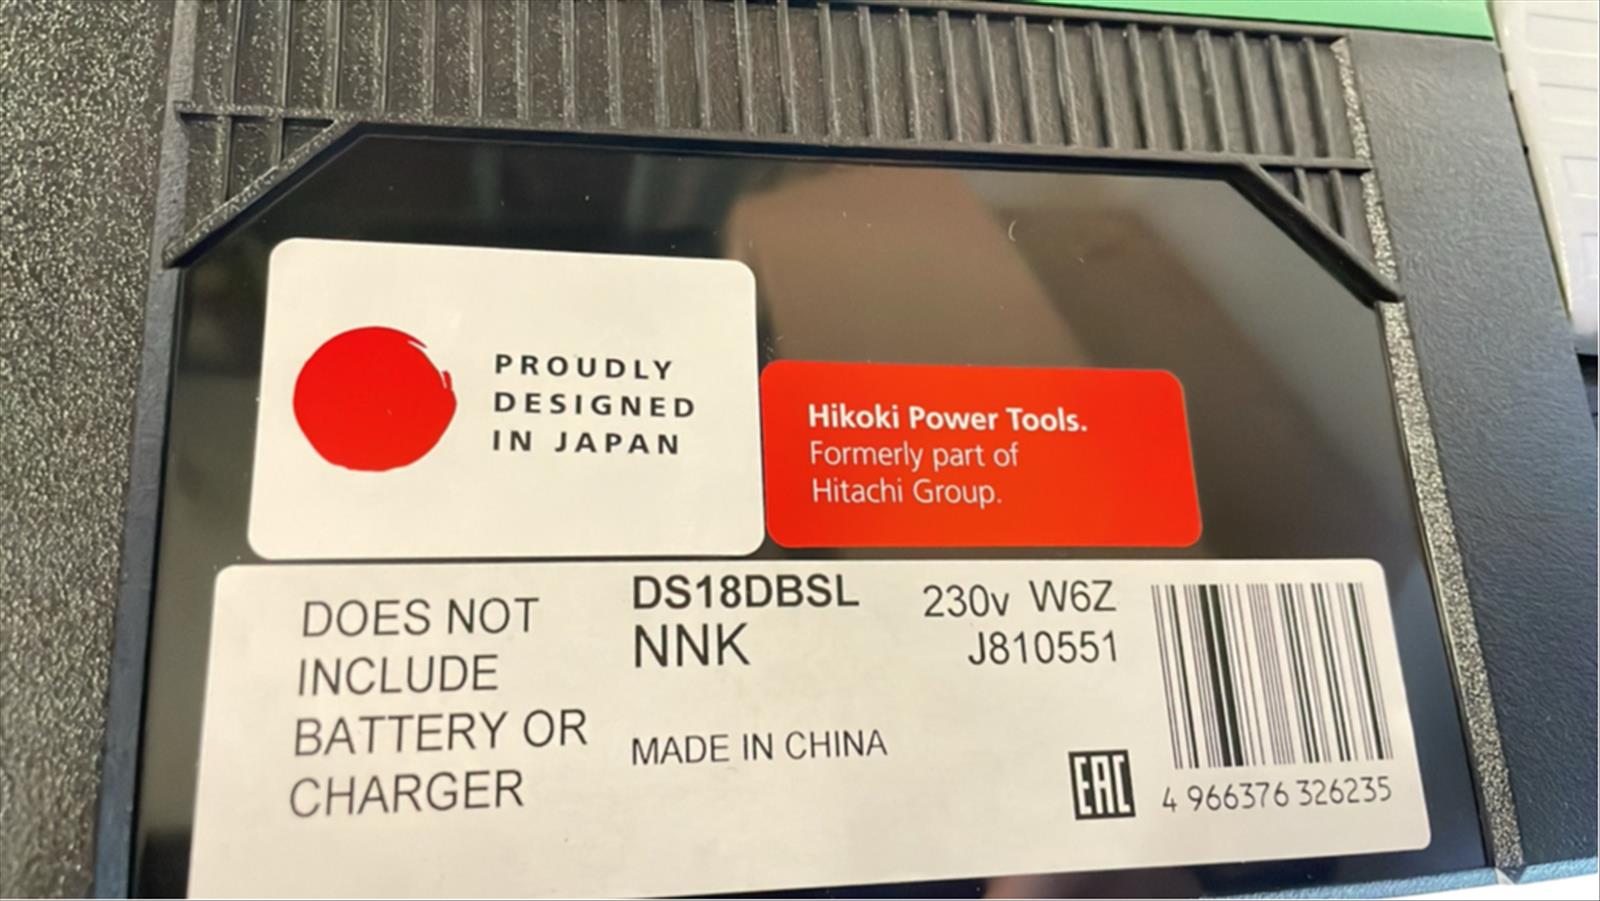 PROUDLY
DESIGNED
IN JAPAN
Hikoki Power Tools.
Formerly part of
Hitachi Group.
DOES NOT
INCLUDE
BATTERY OR
CHARGER
DS18DBSL
NNK
MADE IN CHINA
230v W6Z
J810551
EAC
4 966376 326235